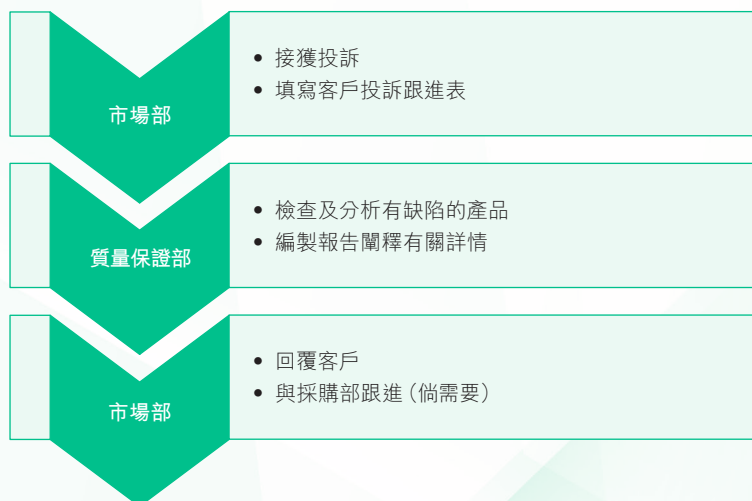 市場部
• 接獲投訴
• 填寫客戶投訴跟進表
質量保證部
• 檢查及分析有缺陷的產品
• 編製報告闡釋有關詳情
市場部
• 回覆客戶
• 與採購部跟進（倘需要）